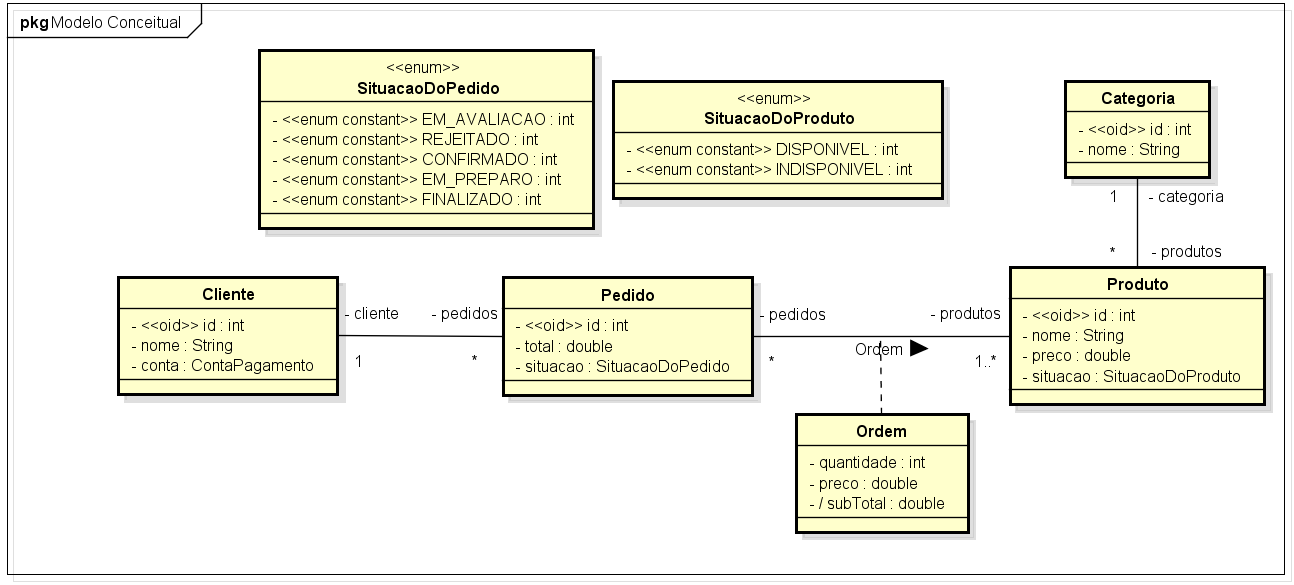 pkg Modelo Conceitual
<<enum>>
SituacaoDoPedido
- <<enum constant>> EM_AVALIACAO : int
- <<enum constant>> REJEITADO : int
- <<enum constant>> CONFIRMADO : int
- <<enum constant>> EM_PREPARO : int
- <<enum constant>> FINALIZADO : int
<<enum>>
SituacaoDoProduto
- <<enum constant>> DISPONIVEL : int
- <<enum constant>> INDISPONIVEL : int
Categoria
- <<oid>> id : int
- nome : String
1
- categoria
*
- produtos
Cliente
- <<oid>> id : int
- nome : String
- conta : ContaPagamento
- cliente
1
- pedidos
*
Pedido
- <<oid>> id : int
- total : double
- situacao : SituacaoDoPedido
- pedidos
*
Ordem
- produtos
1..*
Produto
- <<oid>> id : int
- nome : String
- preco : double
- situacao : SituacaoDoProduto
Ordem
- quantidade : int
- preco : double
- / subTotal : double